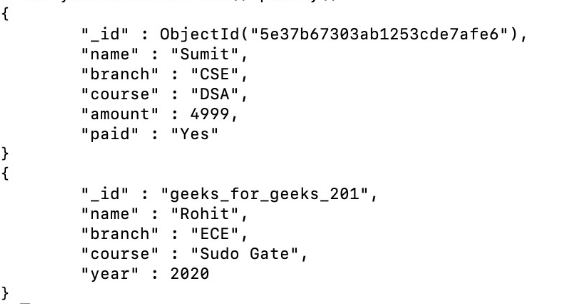 {
"_id" : ObjectId("5e37b67303ab1253cde7afe6"),
"name" : "Sumit",
"branch" : "CSE",
"course" : "DSA",
"amount" : 4999,
"paid" : "Yes"
}
{
"_id" : "geeks_for_geeks_201",
"name" : "Rohit",
"branch" : "ECE",
"course" : "Sudo Gate",
"year" : 2020
}